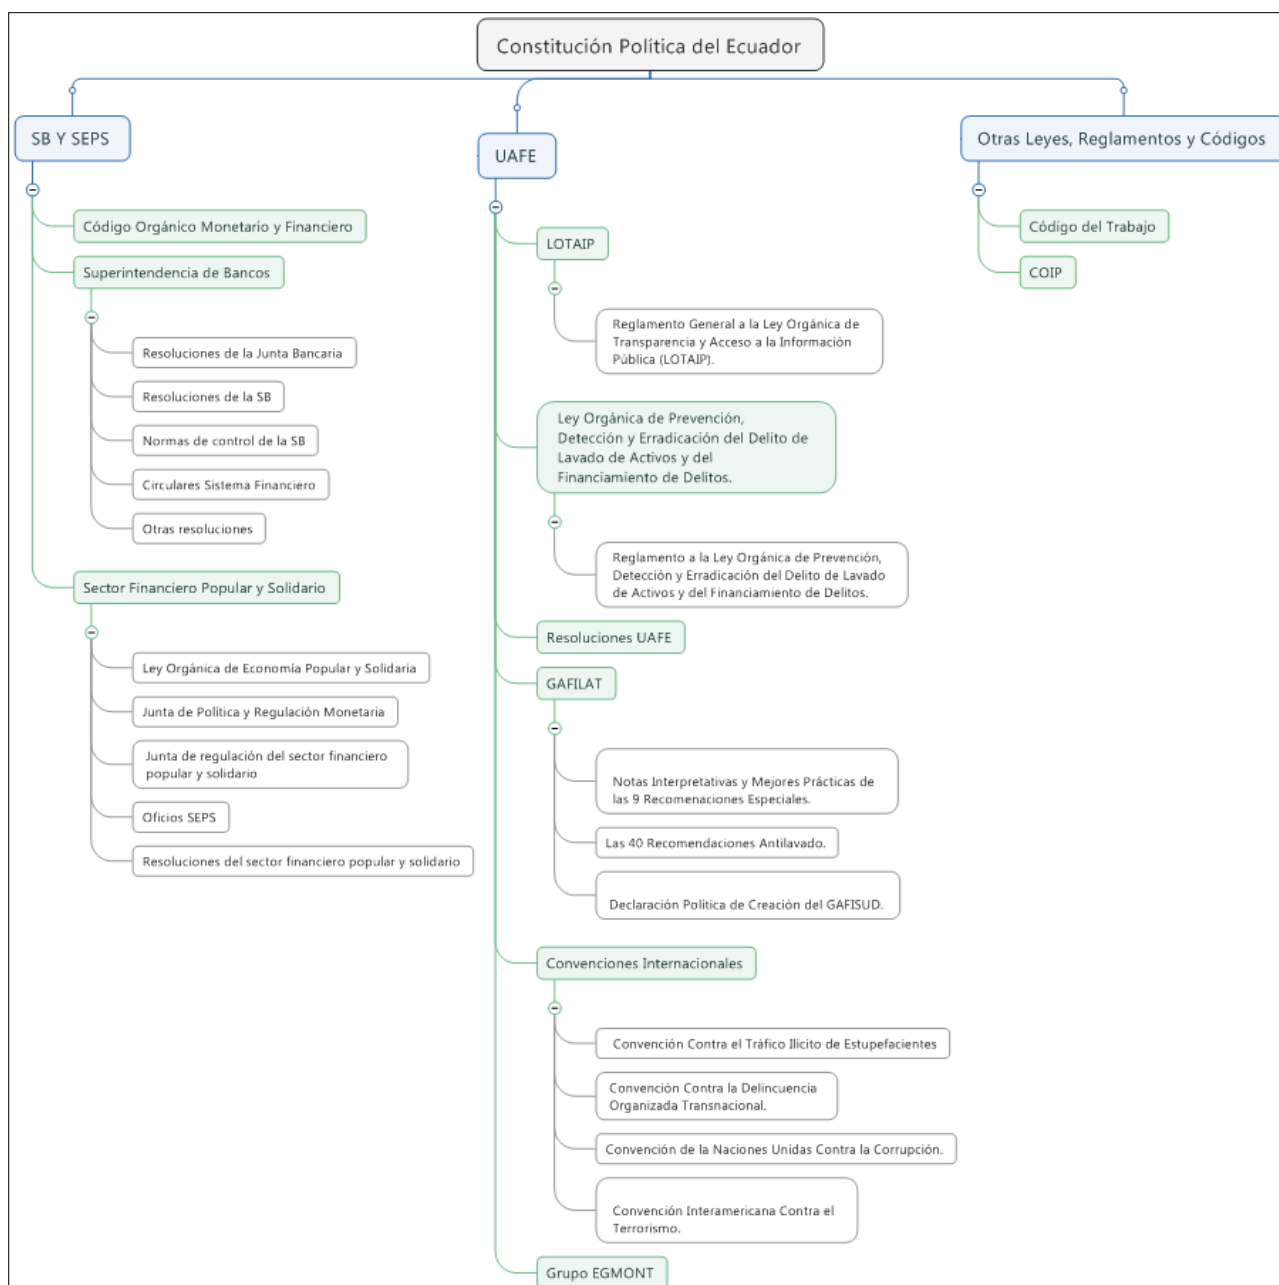 Constitución Política del Ecuador
SB Y SEPS
Código Orgánico Monetario y Financiero
Superintendencia de Bancos
Resoluciones de la Junta Bancaria
Resoluciones de la SB
Normas de control de la SB
Circulares Sistema Financiero
Otras resoluciones
Sector Financiero Popular y Solidario
Ley Orgánica de Economía Popular y Solidaria
Junta de Política y Regulación Monetaria
Junta de regulación del sector financiero
popular y solidario
Oficios SEPS
Resoluciones del sector financiero popular y solidario
UAFE
LOTAIP
Reglamento General a la Ley Orgánica de
Transparencia y Acceso a la Información
Pública (LOTAIP).
Ley Orgánica de Prevención,
Detección y Erradicación del Delito de
Lavado de Activos y del
Financiamiento de Delitos.
Reglamento a la Ley Orgánica de Prevención,
Detección y Erradicación del Delito de Lavado
de Activos y del Financiamiento de Delitos.
Resoluciones UAFE
GAFILAT
Notas Interpretativas y Mejores Prácticas de
las 9 Recomenaciones Especiales.
Las 40 Recomendaciones Antilavado.
Declaración Política de Creación del GAFISUD.
Convenciones Internacionales
Convención Contra el Tráfico Ilícito de Estupefacientes
Convención Contra la Delincuencia
Organizada Transnacional.
Convención de la Naciones Unidas Contra la Corrupción.
Convención Interamericana Contra el
Terrorismo.
Grupo EGMONT
Otras Leyes, Reglamentos y Códigos
Código del Trabajo
COIP